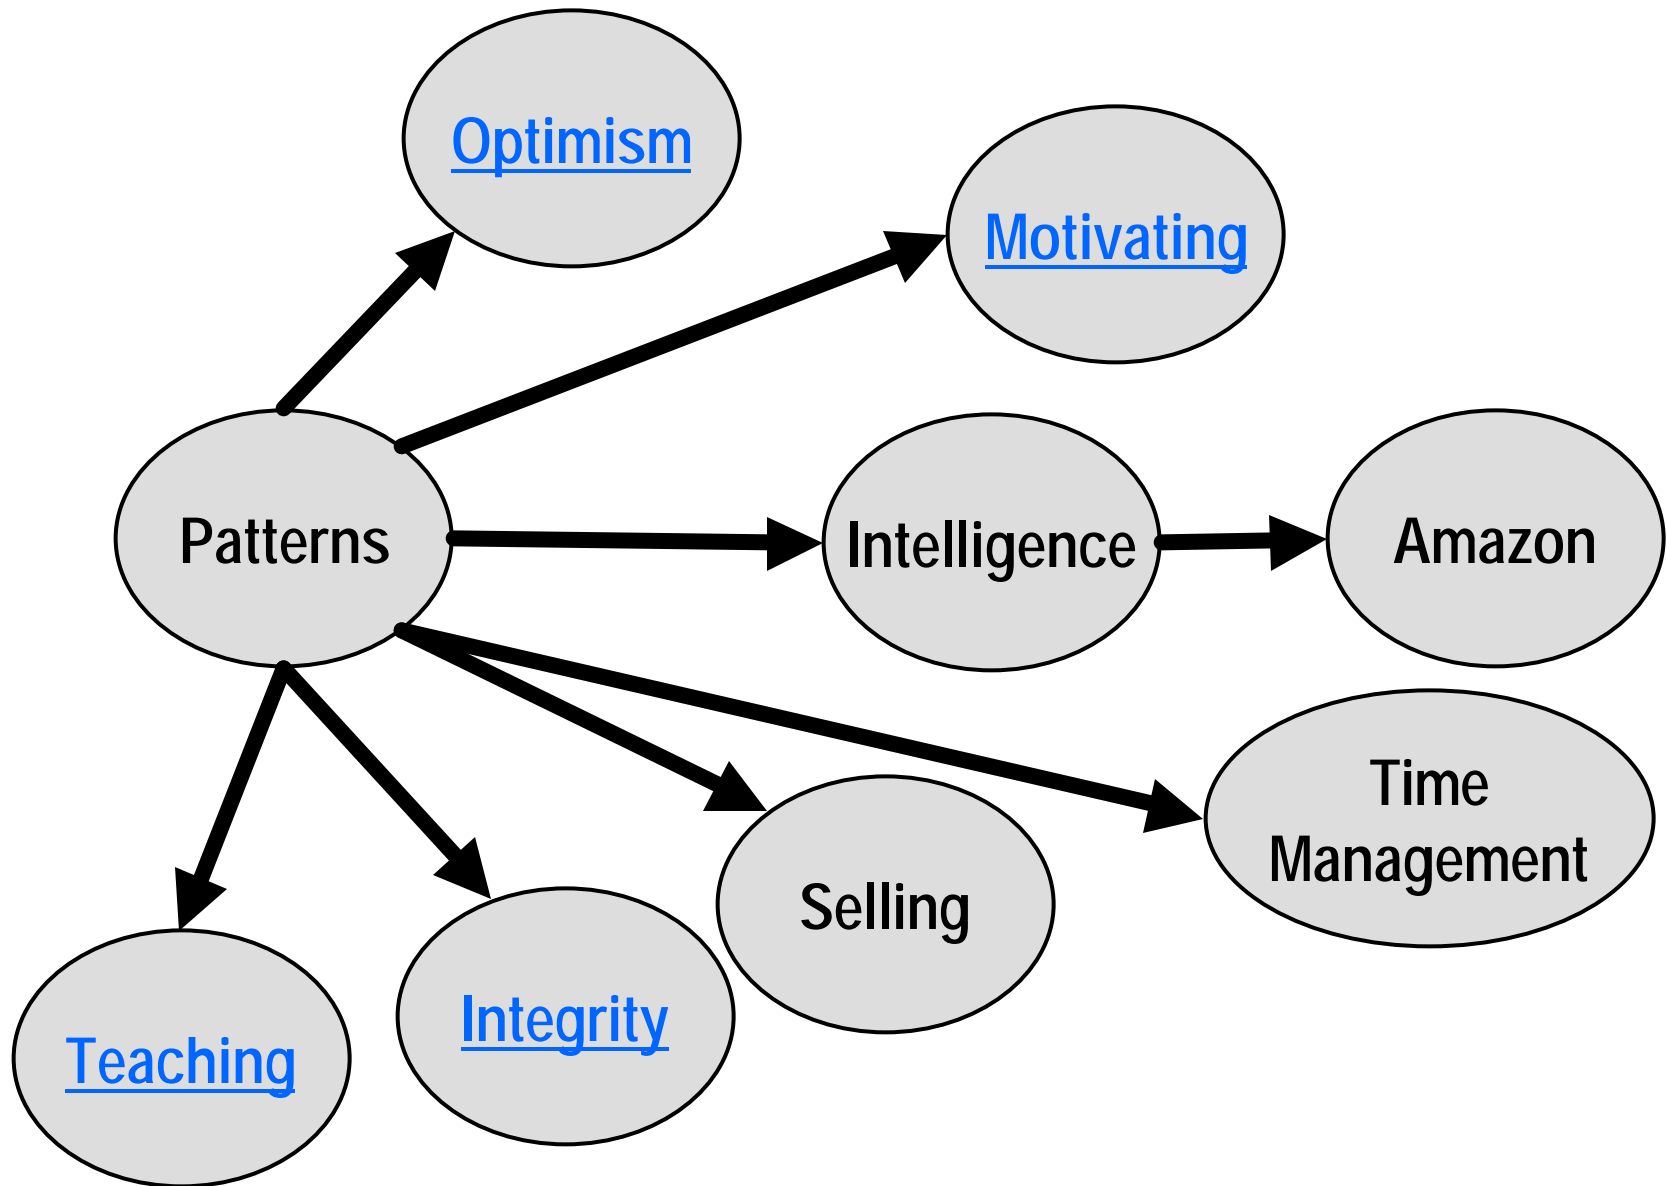 Optimism
Motivating
Patterns
Intelligence
Amazon
Time
Management
Selling
Integrity
Teaching